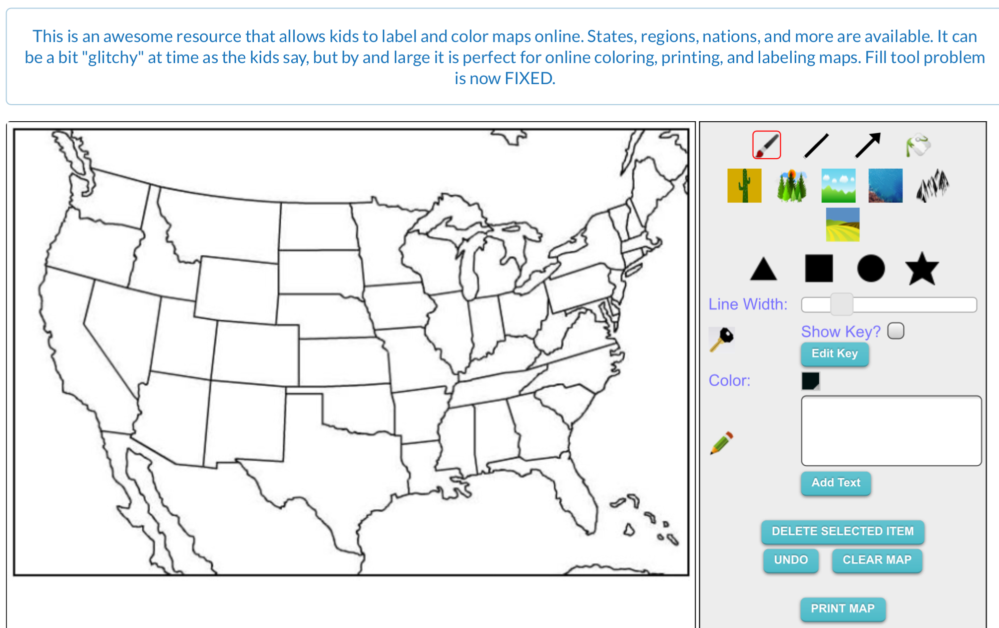 This is an awesome resource that allows kids to label and color maps online. States, regions, nations, and more are available. It can
be a bit "glitchy" at time as the kids say, but by and large it is perfect for online coloring, printing, and labeling maps. Fill tool problem
is now FIXED.
Line Width:
Show Key?
Edit Key
Color:
Add Text
DELETE SELECTED ITEM
UNDO
CLEAR MAP
PRINT MAP